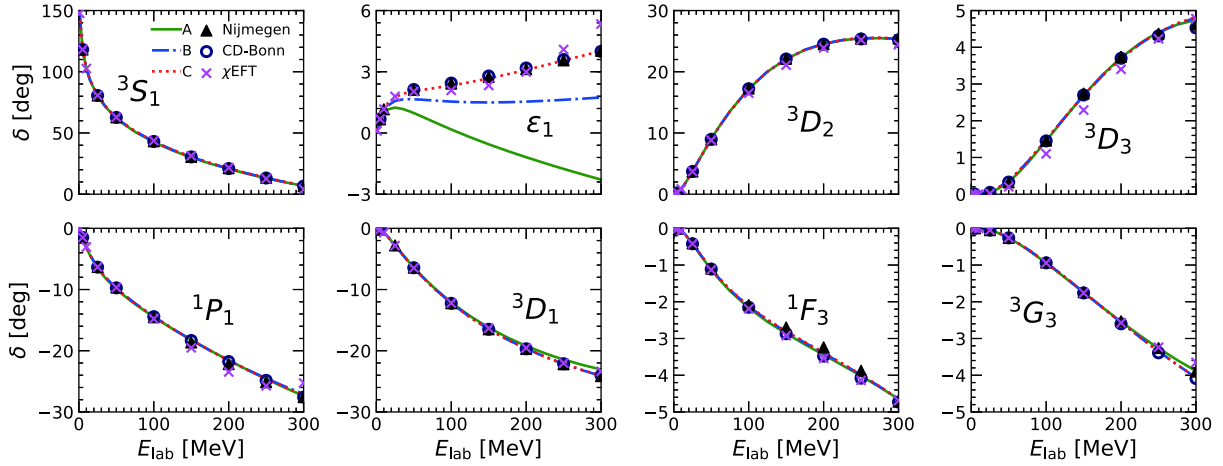 δ [deg]
150
100
50
0
A
B
C
Nijmegen
CD-Bonn
χEFT
³S₁
6
3
0
−3
ε₁
30
20
10
0
³D₂
5
4
3
2
1
0
³D₃
δ [deg]
0
−10
−20
−30
¹P₁
0 100 200 300
E_lab [MeV]
0
−10
−20
−30
³D₁
0 100 200 300
E_lab [MeV]
0
−1
−2
−3
−4
−5
¹F₃
0 100 200 300
E_lab [MeV]
0
−1
−2
−3
−4
−5
³G₃
0 100 200 300
E_lab [MeV]